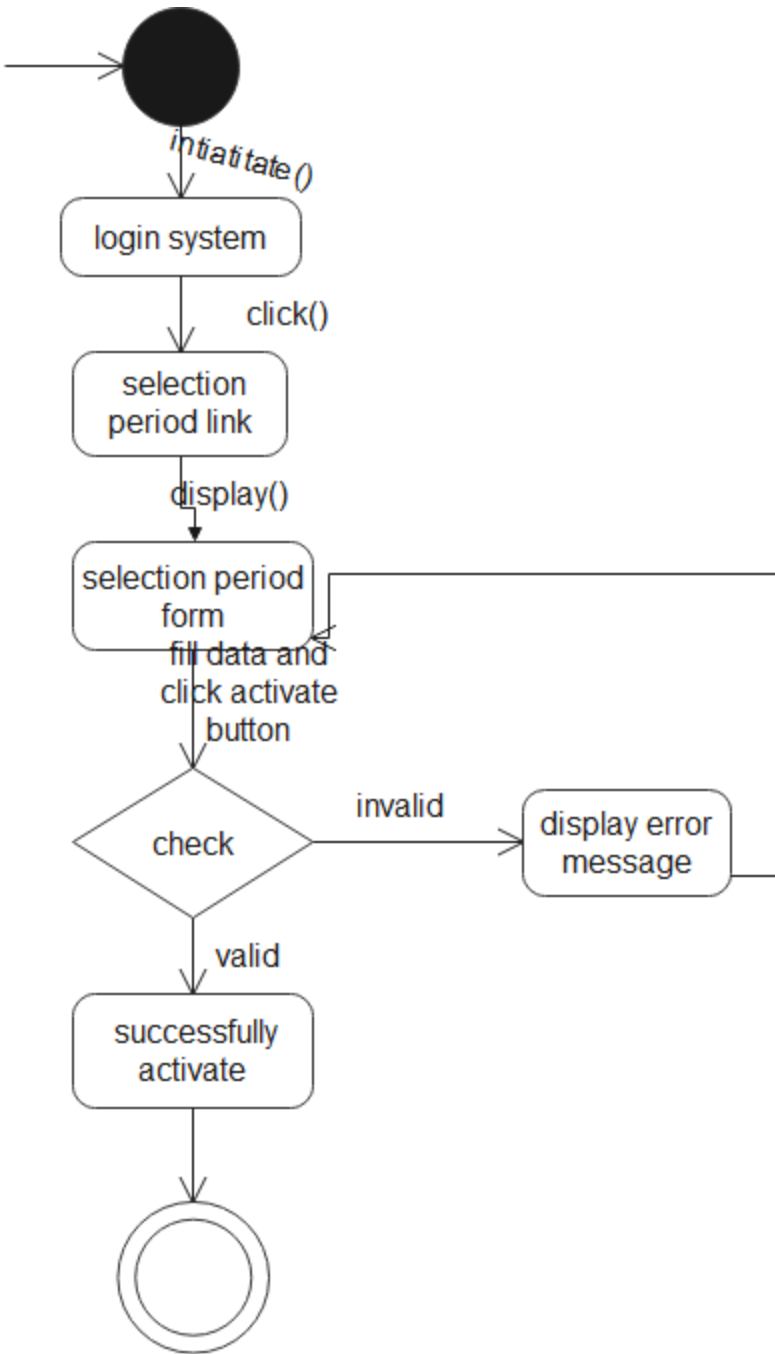 intiatitate()
login system
click()
selection
period link
display()
selection period
form
fill data and
click activate
button
check
invalid
display error
message
valid
successfully
activate